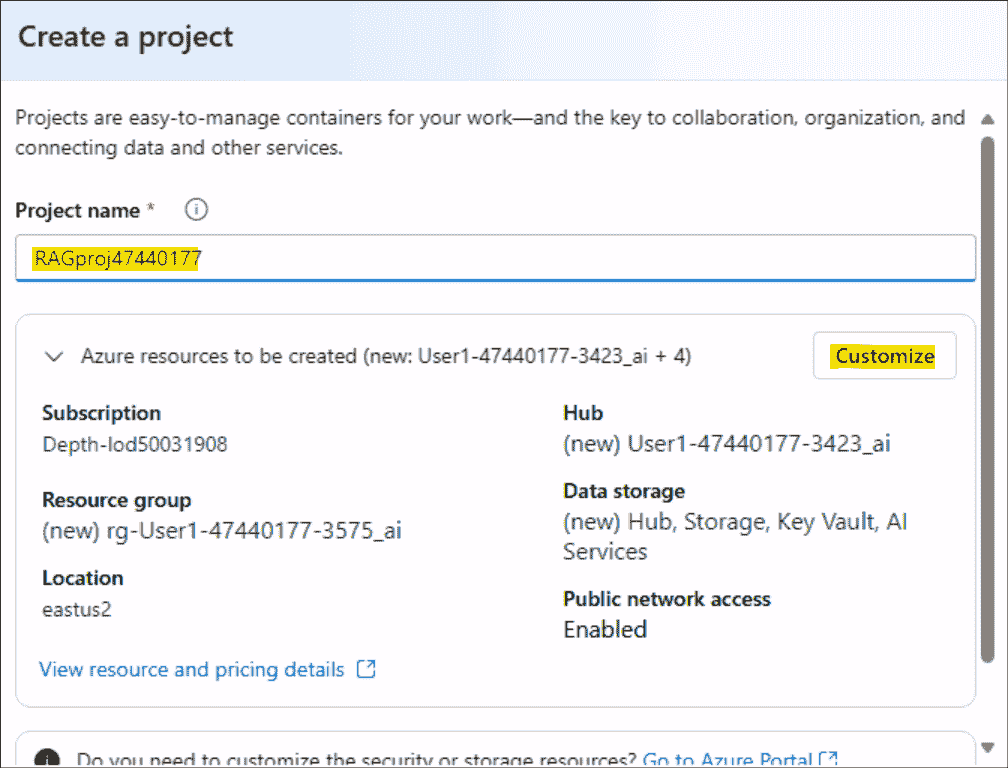 Create a project
Projects are easy-to-manage containers for your work—and the key to collaboration, organization, and
connecting data and other services.
Project name *
RAGproj47440177
Azure resources to be created (new: User1-47440177-3423_ai + 4)
Customize
Subscription
Depth-lod50031908
Resource group
(new) rg-User1-47440177-3575_ai
Location
eastus2
View resource and pricing details
Hub
(new) User1-47440177-3423_ai
Data storage
(new) Hub, Storage, Key Vault, AI
Services
Public network access
Enabled
Do you need to customize the security or storage resources? Go to Azure Portal